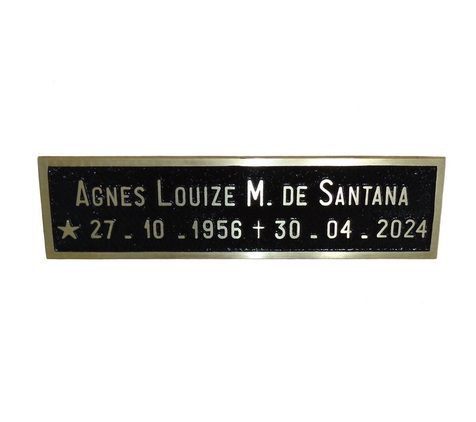 Agnes Louize M. de Santana
★ 27 - 10 - 1956 † 30 - 04 - 2024